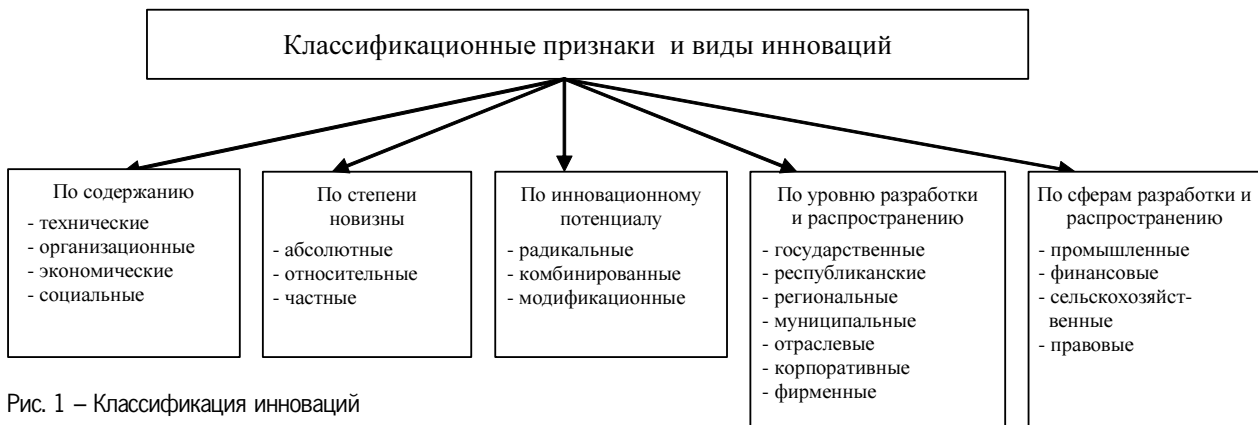 Классификационные признаки и виды инноваций
По содержанию
- технические
- организационные
- экономические
- социальные
По степени
новизны
- абсолютные
- относительные
- частные
По инновационному
потенциалу
- радикальные
- комбинированные
- модификационные
По уровню разработки
и распространению
- государственные
- республиканские
- региональные
- муниципальные
- отраслевые
- корпоративные
- фирменные
По сферам разработки и
распространению
- промышленные
- финансовые
- сельскохозяйст-
венные
- правовые
Рис. 1 – Классификация инноваций